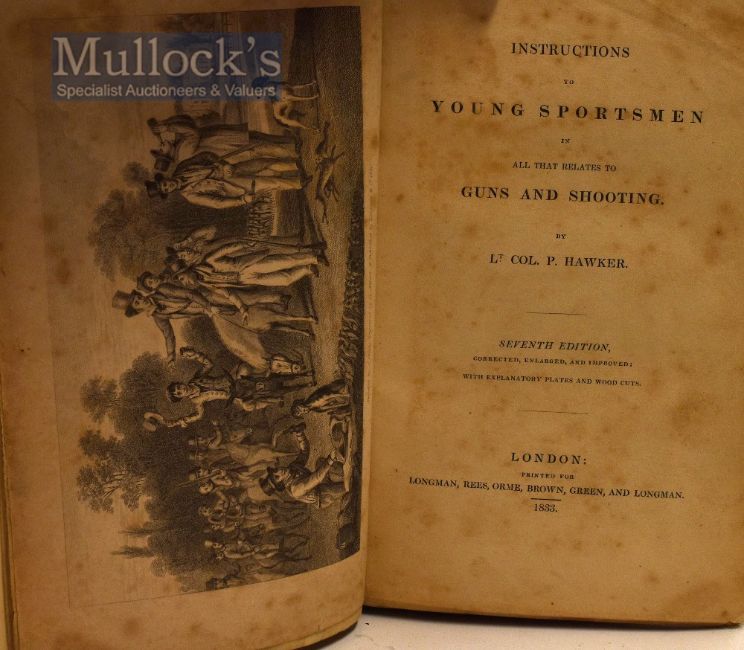 Mullock's
Specialist Auctioneers & Valuers
INSTRUCTIONS
TO
YOUNG SPORTSMEN
IN
ALL THAT RELATES TO
GUNS AND SHOOTING.
BY
LT COL. P. HAWKER.
SEVENTH EDITION,
CORRECTED, ENLARGED, AND IMPROVED;
WITH EXPLANATORY PLATES AND WOOD CUTS.
LONDON:
PRINTED FOR
LONGMAN, REES, ORME, BROWN, GREEN, AND LONGMAN.
1833.